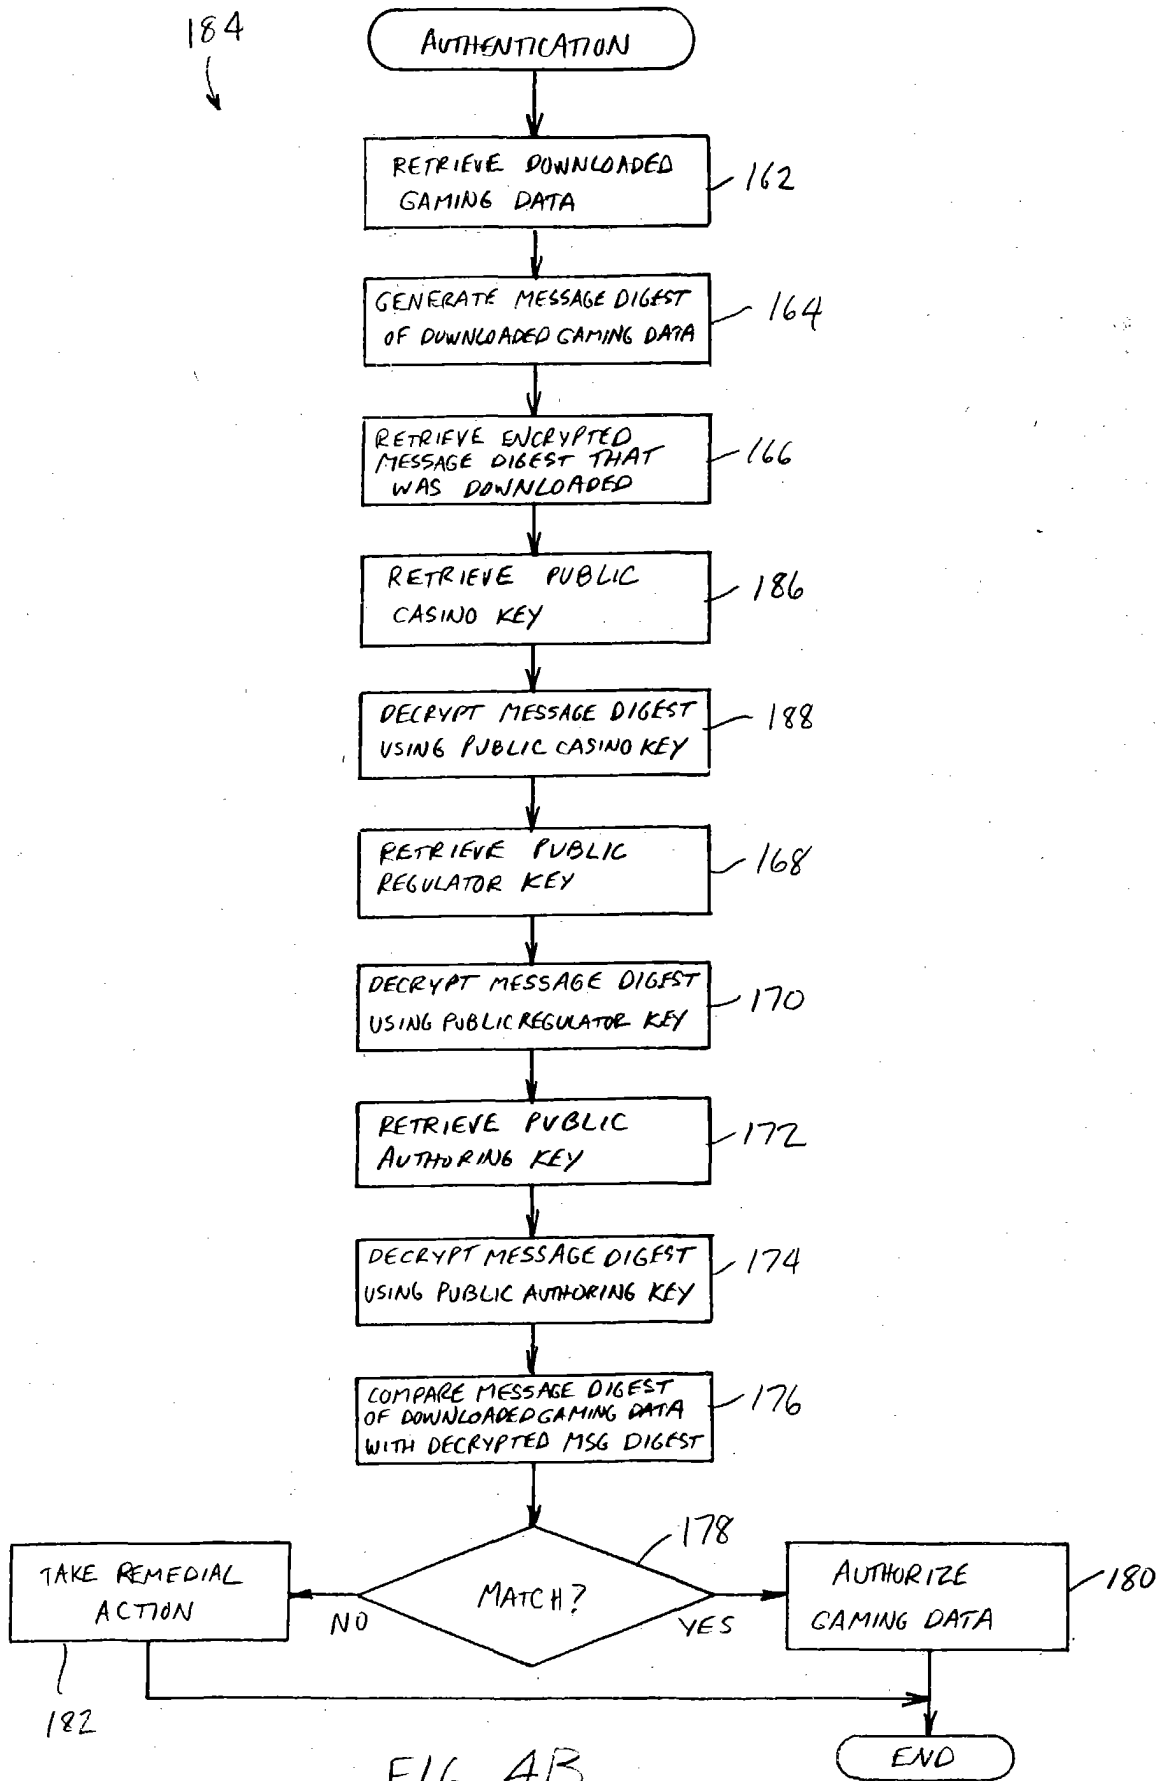 184
AUTHENTICATION
RETRIEVE DOWNLOADED
GAMING DATA
162
GENERATE MESSAGE DIGEST
OF DOWNLOADED GAMING DATA
164
RETRIEVE ENCRYPTED
MESSAGE DIGEST THAT
WAS DOWNLOADED
166
RETRIEVE PUBLIC
CASINO KEY
186
DECRYPT MESSAGE DIGEST
USING PUBLIC CASINO KEY
188
RETRIEVE PUBLIC
REGULATOR KEY
168
DECRYPT MESSAGE DIGEST
USING PUBLIC REGULATOR KEY
170
RETRIEVE PUBLIC
AUTHORING KEY
172
DECRYPT MESSAGE DIGEST
USING PUBLIC AUTHORING KEY
174
COMPARE MESSAGE DIGEST
OF DOWNLOADED GAMING DATA
WITH DECRYPTED MSG DIGEST
176
178
TAKE REMEDIAL
ACTION
182
NO
MATCH?
YES
AUTHORIZE
GAMING DATA
180
END
FIG. 4B